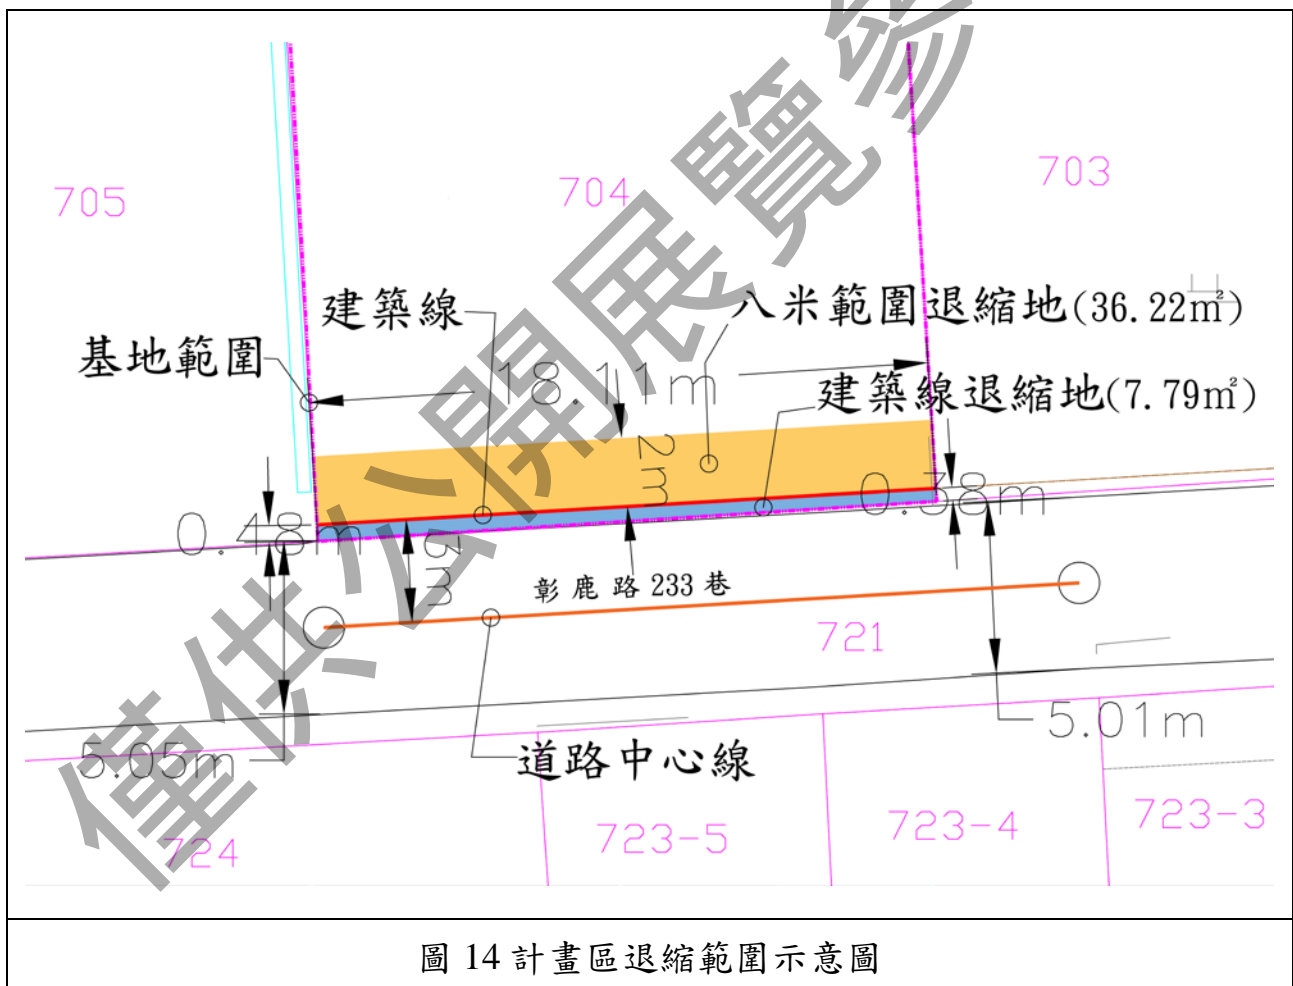 705
704
703
建築線
八米範圍退縮地(36.22㎡)
基地範圍
18.11m
建築線退縮地(7.79㎡)
2m
0.48m
0.38m
3m
彰鹿路233巷
721
5.05m
5.01m
道路中心線
724
723-5
723-4
723-3
僅供公開展覽參
圖 14 計畫區退縮範圍示意圖